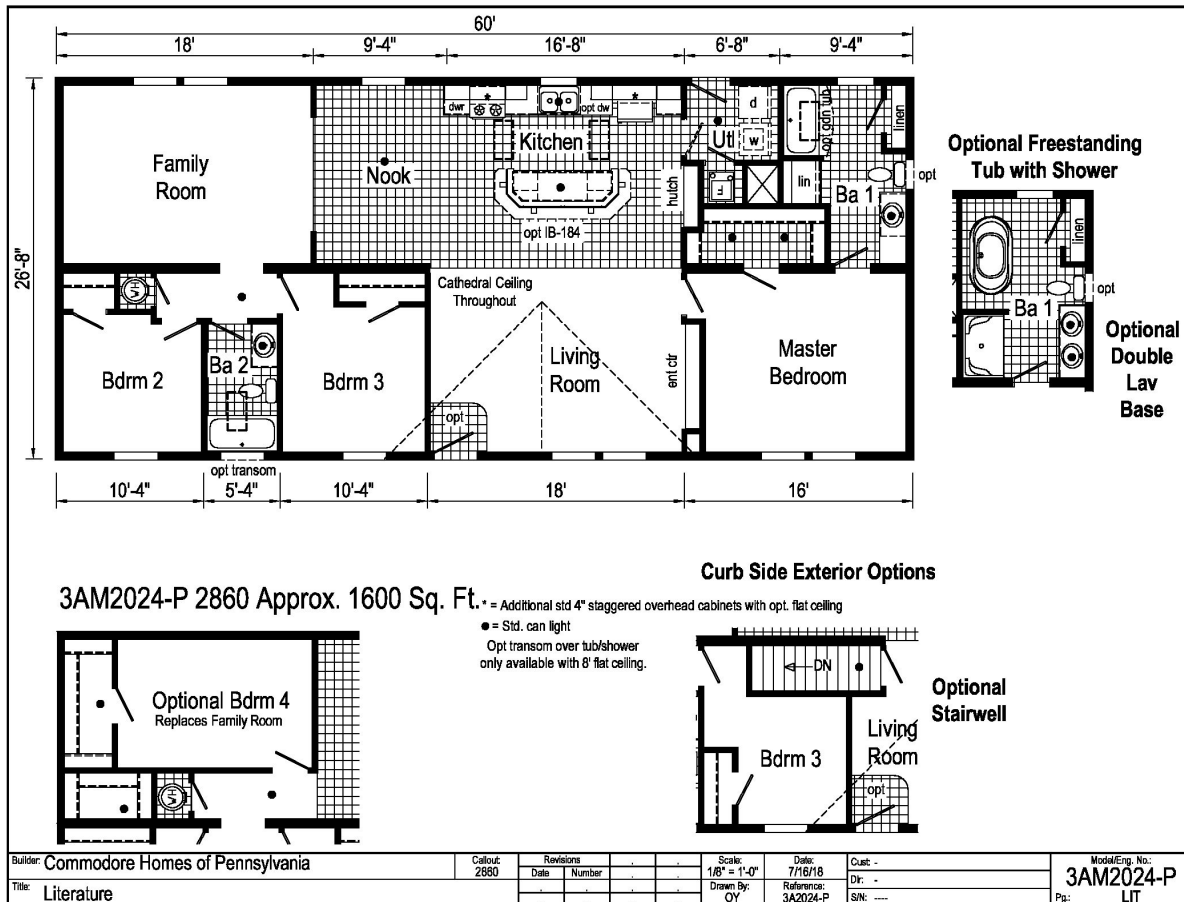 60'
18'
9'-4"
16'-8"
6'-8"
9'-4"
26'-8"
Family
Room
Nook
Kitchen
dwr
*
opt dw
*
opt IB-184
hutch
Utl
d
w
F
lin
opt gdn tub
linen
Ba 1
opt
Bdrm 2
WH
Ba 2
Bdrm 3
Cathedral Ceiling
Throughout
Living
Room
opt
ent ctr
Master
Bedroom
opt transom
10'-4"
5'-4"
10'-4"
18'
16'
Optional Freestanding
Tub with Shower
linen
opt
Ba 1
Optional
Double
Lav
Base
3AM2024-P 2860 Approx. 1600 Sq. Ft.
Curb Side Exterior Options
* = Additional std 4" staggered overhead cabinets with opt. flat ceiling
● = Std. can light
Opt transom over tub/shower
only available with 8' flat ceiling.
Optional Bdrm 4
Replaces Family Room
WH
DN
Bdrm 3
Living
Room
opt
Optional
Stairwell
Builder: Commodore Homes of Pennsylvania
Title: Literature
Callout:
2860
Revisions
Date Number
Scale:
1/8" = 1'-0"
Drawn By:
OY
Date:
7/16/18
Reference:
3A2024-P
Cust: -
Dir: -
S/N: ----
Model/Eng. No.:
3AM2024-P
Pg.: LIT